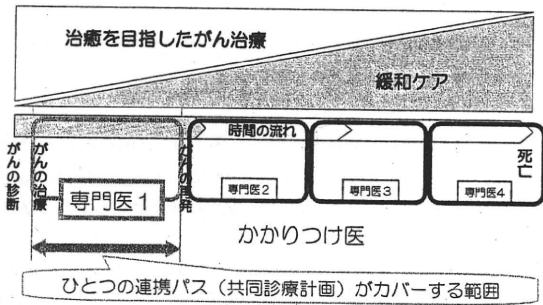 治癒を目指したがん治療
緩和ケア
時間の流れ
がんの診断
がんの治療
がんの再発
死亡
専門医1
専門医2
専門医3
専門医4
かかりつけ医
ひとつの連携パス（共同診療計画）がカバーする範囲